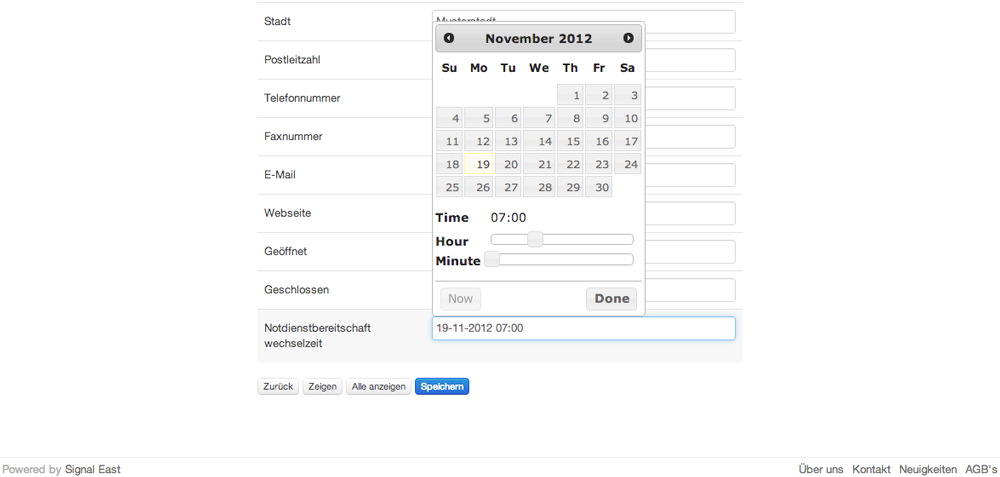 Stadt
Musterstadt
November 2012
Su Mo Tu We Th Fr Sa
1 2 3
4 5 6 7 8 9 10
11 12 13 14 15 16 17
18 19 20 21 22 23 24
25 26 27 28 29 30
Time 07:00
Hour
Minute
Now Done
Postleitzahl
Telefonnummer
Faxnummer
E-Mail
Webseite
Geöffnet
Geschlossen
Notdienstbereitschaft
wechselzeit
19-11-2012 07:00
Zurück Zeigen Alle anzeigen Speichern
Powered by Signal East
Über uns Kontakt Neuigkeiten AGB's